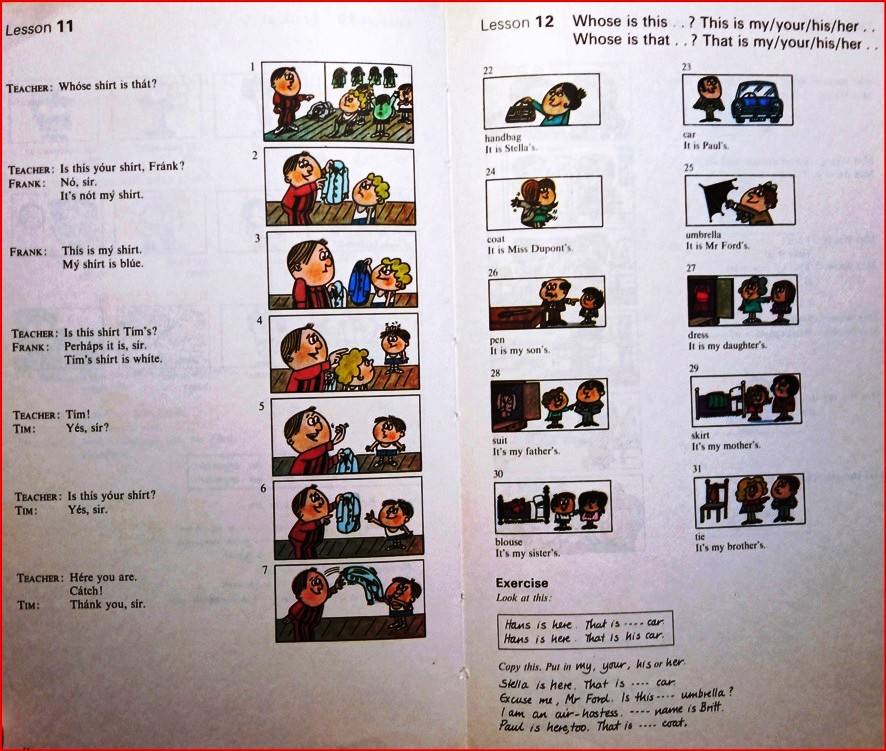 Lesson 11
1
TEACHER: Whóse shirt is thát?
2
TEACHER: Is this yóur shirt, Fránk?
FRANK: Nó, sir.
It's nót mý shirt.
3
FRANK: This is mý shirt.
Mý shirt is blúe.
4
TEACHER: Is this shirt Tim's?
FRANK: Perháps it is, sir.
Tim's shirt is whíte.
5
TEACHER: Tím!
TIM: Yés, sír?
6
TEACHER: Is this yóur shirt?
TIM: Yés, sir.
7
TEACHER: Hére you are.
Cátch!
TIM: Thánk you, sir.
Lesson 12 Whose is this . . ? This is my/your/his/her . .
Whose is that . . ? That is my/your/his/her . .
22
handbag
It is Stella's.
23
car
It is Paul's.
24
coat
It is Miss Dupont's.
25
umbrella
It is Mr Ford's.
26
pen
It is my son's.
27
dress
It is my daughter's.
28
suit
It's my father's.
29
skirt
It's my mother's.
30
blouse
It's my sister's.
31
tie
It's my brother's.
Exercise
Look at this:
Hans is here. That is ---- car.
Hans is here. That is his car.
Copy this. Put in my, your, his or her.
Stella is here. That is ---- car.
Excuse me, Mr Ford. Is this ---- umbrella?
I am an air-hostess. ---- name is Britt.
Paul is here, too. That is ---- coat.